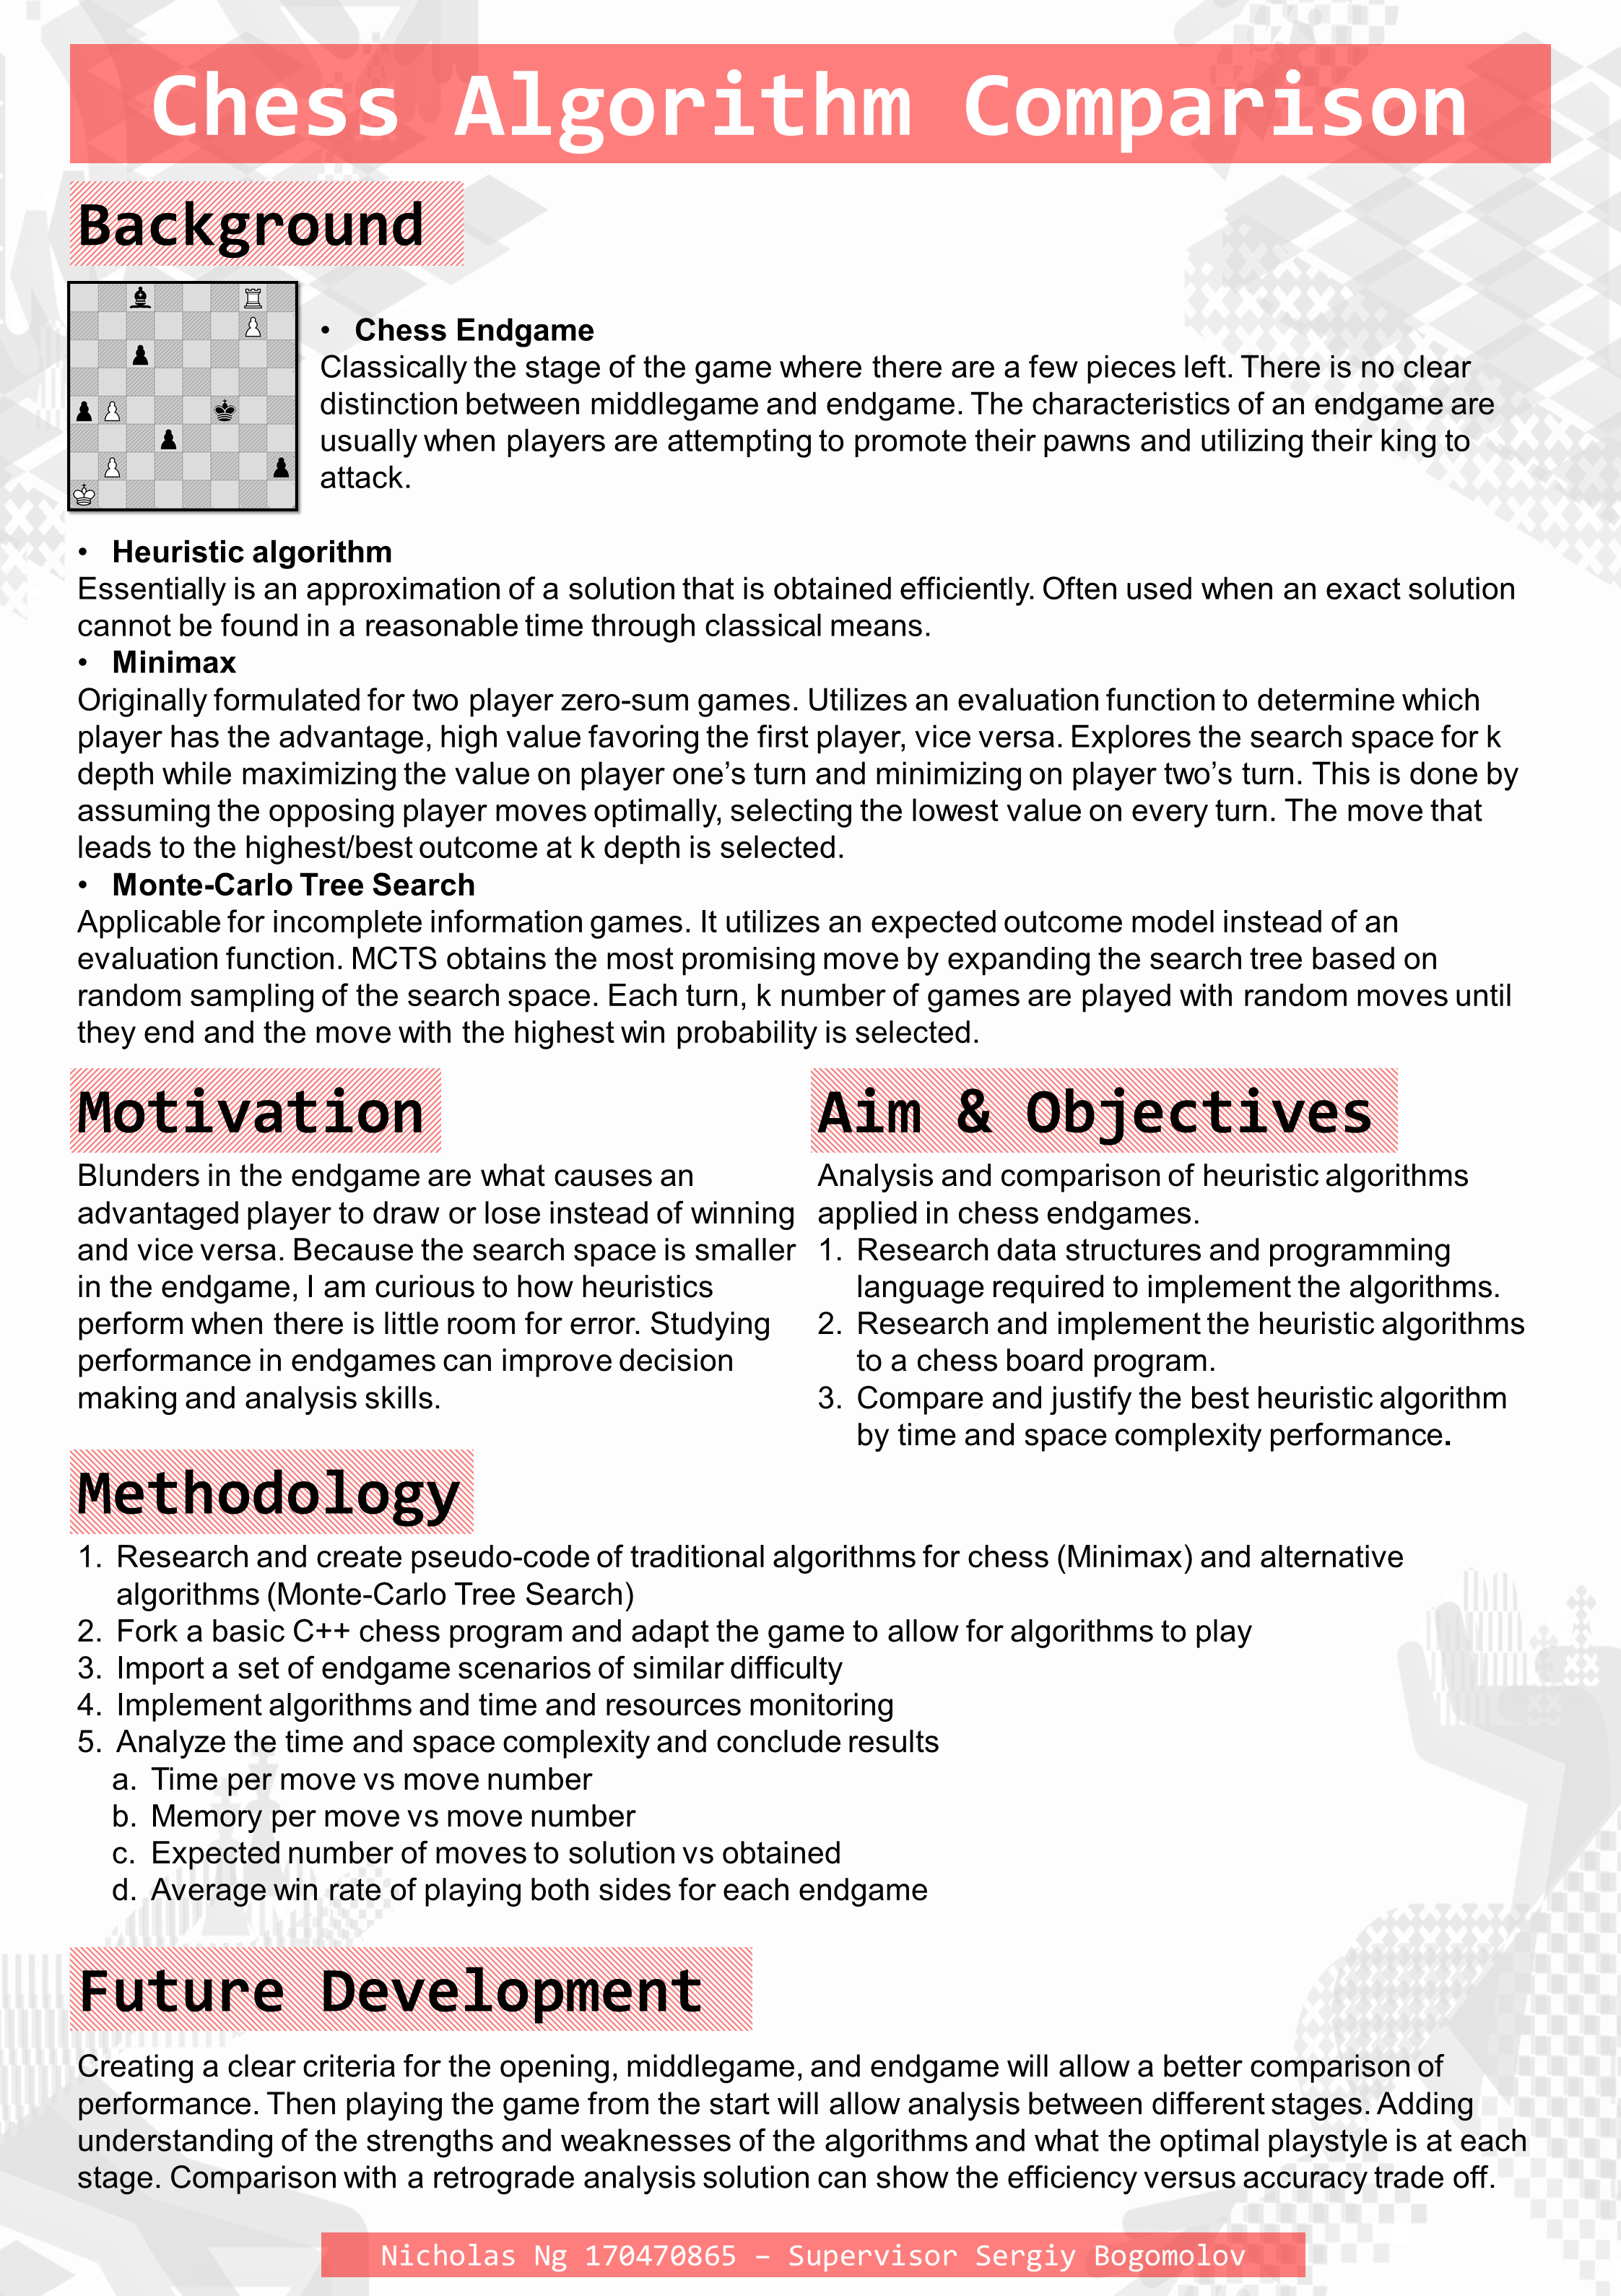 Chess Algorithm Comparison
Background
• Chess Endgame
Classically the stage of the game where there are a few pieces left. There is no clear
distinction between middlegame and endgame. The characteristics of an endgame are
usually when players are attempting to promote their pawns and utilizing their king to
attack.
• Heuristic algorithm
Essentially is an approximation of a solution that is obtained efficiently. Often used when an exact solution
cannot be found in a reasonable time through classical means.
• Minimax
Originally formulated for two player zero-sum games. Utilizes an evaluation function to determine which
player has the advantage, high value favoring the first player, vice versa. Explores the search space for k
depth while maximizing the value on player one’s turn and minimizing on player two’s turn. This is done by
assuming the opposing player moves optimally, selecting the lowest value on every turn. The move that
leads to the highest/best outcome at k depth is selected.
• Monte-Carlo Tree Search
Applicable for incomplete information games. It utilizes an expected outcome model instead of an
evaluation function. MCTS obtains the most promising move by expanding the search tree based on
random sampling of the search space. Each turn, k number of games are played with random moves until
they end and the move with the highest win probability is selected.
Motivation
Blunders in the endgame are what causes an
advantaged player to draw or lose instead of winning
and vice versa. Because the search space is smaller
in the endgame, I am curious to how heuristics
perform when there is little room for error. Studying
performance in endgames can improve decision
making and analysis skills.
Aim & Objectives
Analysis and comparison of heuristic algorithms
applied in chess endgames.
1. Research data structures and programming
language required to implement the algorithms.
2. Research and implement the heuristic algorithms
to a chess board program.
3. Compare and justify the best heuristic algorithm
by time and space complexity performance.
Methodology
1. Research and create pseudo-code of traditional algorithms for chess (Minimax) and alternative
algorithms (Monte-Carlo Tree Search)
2. Fork a basic C++ chess program and adapt the game to allow for algorithms to play
3. Import a set of endgame scenarios of similar difficulty
4. Implement algorithms and time and resources monitoring
5. Analyze the time and space complexity and conclude results
a. Time per move vs move number
b. Memory per move vs move number
c. Expected number of moves to solution vs obtained
d. Average win rate of playing both sides for each endgame
Future Development
Creating a clear criteria for the opening, middlegame, and endgame will allow a better comparison of
performance. Then playing the game from the start will allow analysis between different stages. Adding
understanding of the strengths and weaknesses of the algorithms and what the optimal playstyle is at each
stage. Comparison with a retrograde analysis solution can show the efficiency versus accuracy trade off.
Nicholas Ng 170470865 – Supervisor Sergiy Bogomolov